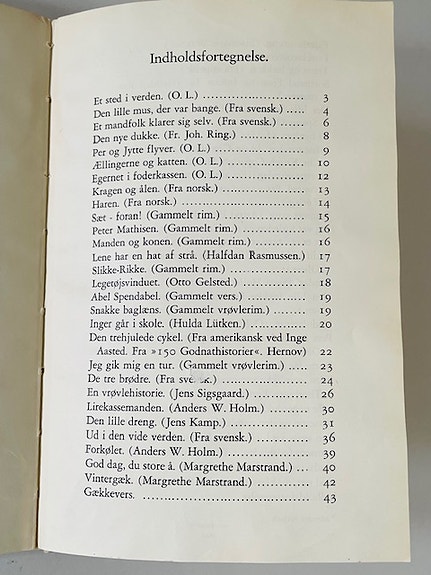 Indholdsfortegnelse.
Et sted i verden. (O. L.) ........................ 3
Den lille mus, der var bange. (Fra svensk.) ..... 4
Et mandfolk klarer sig selv. (Fra svensk.) ....... 6
Den nye dukke. (Fr. Joh. Ring.) ................ 8
Per og Jytte flyver. (O. L.) ..................... 9
Ællingerne og katten. (O. L.) ................... 10
Egernet i foderkassen. (O. L.) .................. 12
Kragen og ålen. (Fra norsk.) ................... 13
Haren. (Fra norsk.) ............................ 14
Sæt - foran! (Gammelt rim.) .................... 15
Peter Mathisen. (Gammelt rim.) ................. 16
Manden og konen. (Gammelt rim.) ................ 16
Lene har en hat af strå. (Halfdan Rasmussen.) ..... 17
Slikke-Rikke. (Gammelt rim.) ................... 17
Legetøjsvinduet. (Otto Gelsted.) ................. 18
Abel Spendabel. (Gammelt vers.) ................. 19
Snakke baglæns. (Gammelt vrøvlerim.) ............ 19
Inger går i skole. (Hulda Lütken.) ............... 20
Den trehjulede cykel. (Fra amerikansk ved Inge
Aasted. Fra »150 Godnathistorier«. Hernov) 22
Jeg gik mig en tur. (Gammelt vrøvlerim.) ........ 23
De tre brødre. (Fra svensk.) .................... 24
En vrøvlehistorie. (Jens Sigsgaard.) .............. 26
Lirekassemanden. (Anders W. Holm.) ............. 30
Den lille dreng. (Jens Kamp.) ................... 31
Ud i den vide verden. (Fra svensk.) ............. 36
Forkølet. (Anders W. Holm.) .................... 39
God dag, du store å. (Margrethe Marstrand.) .... 40
Vintergæk. (Margrethe Marstrand.) .............. 42
Gækkevers. .................................... 43